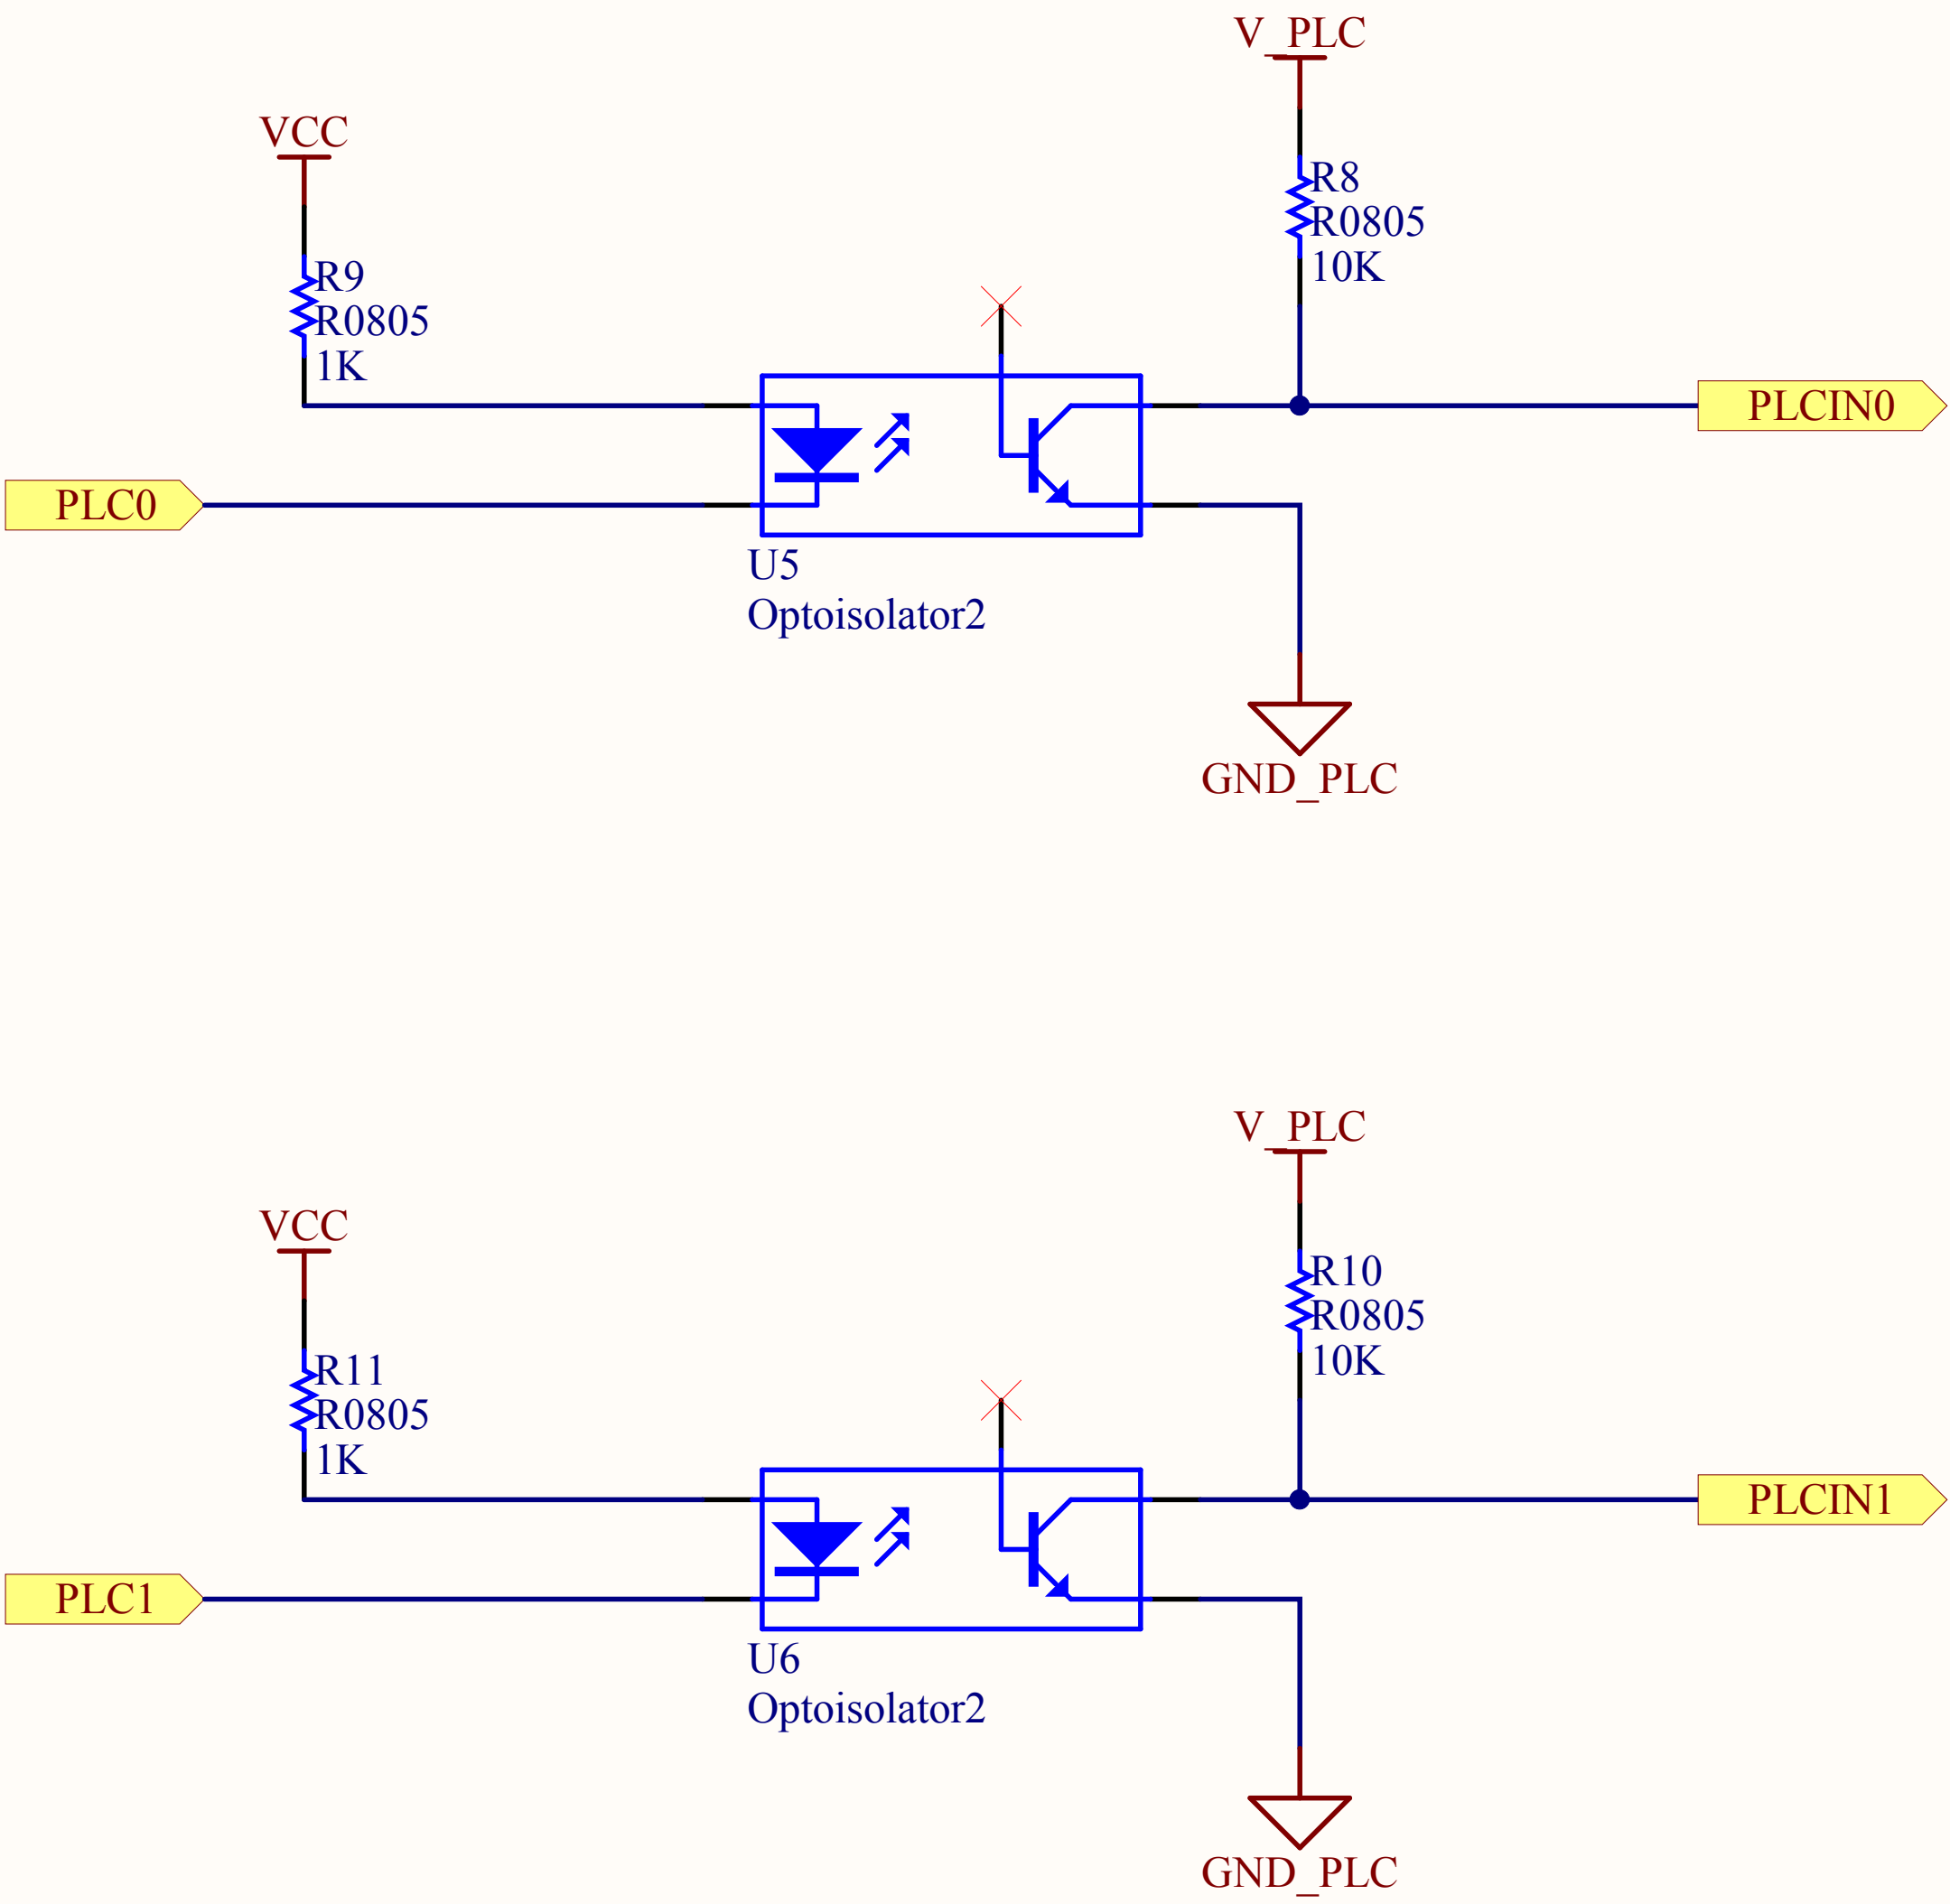 V_PLC
VCC
R8
R0805
10K
R9
R0805
1K
PLCIN0
PLC0
U5
Optoisolator2
GND_PLC
V_PLC
VCC
R10
R0805
10K
R11
R0805
1K
PLCIN1
PLC1
U6
Optoisolator2
GND_PLC